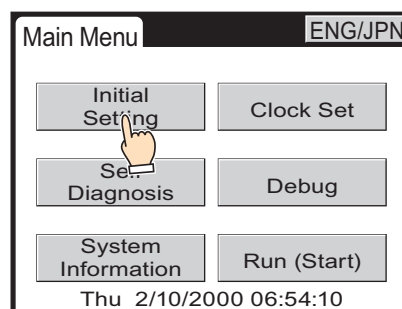 Main Menu
ENG/JPN
Initial
Setting
Clock Set
Self
Diagnosis
Debug
System
Information
Run (Start)
Thu 2/10/2000 06:54:10